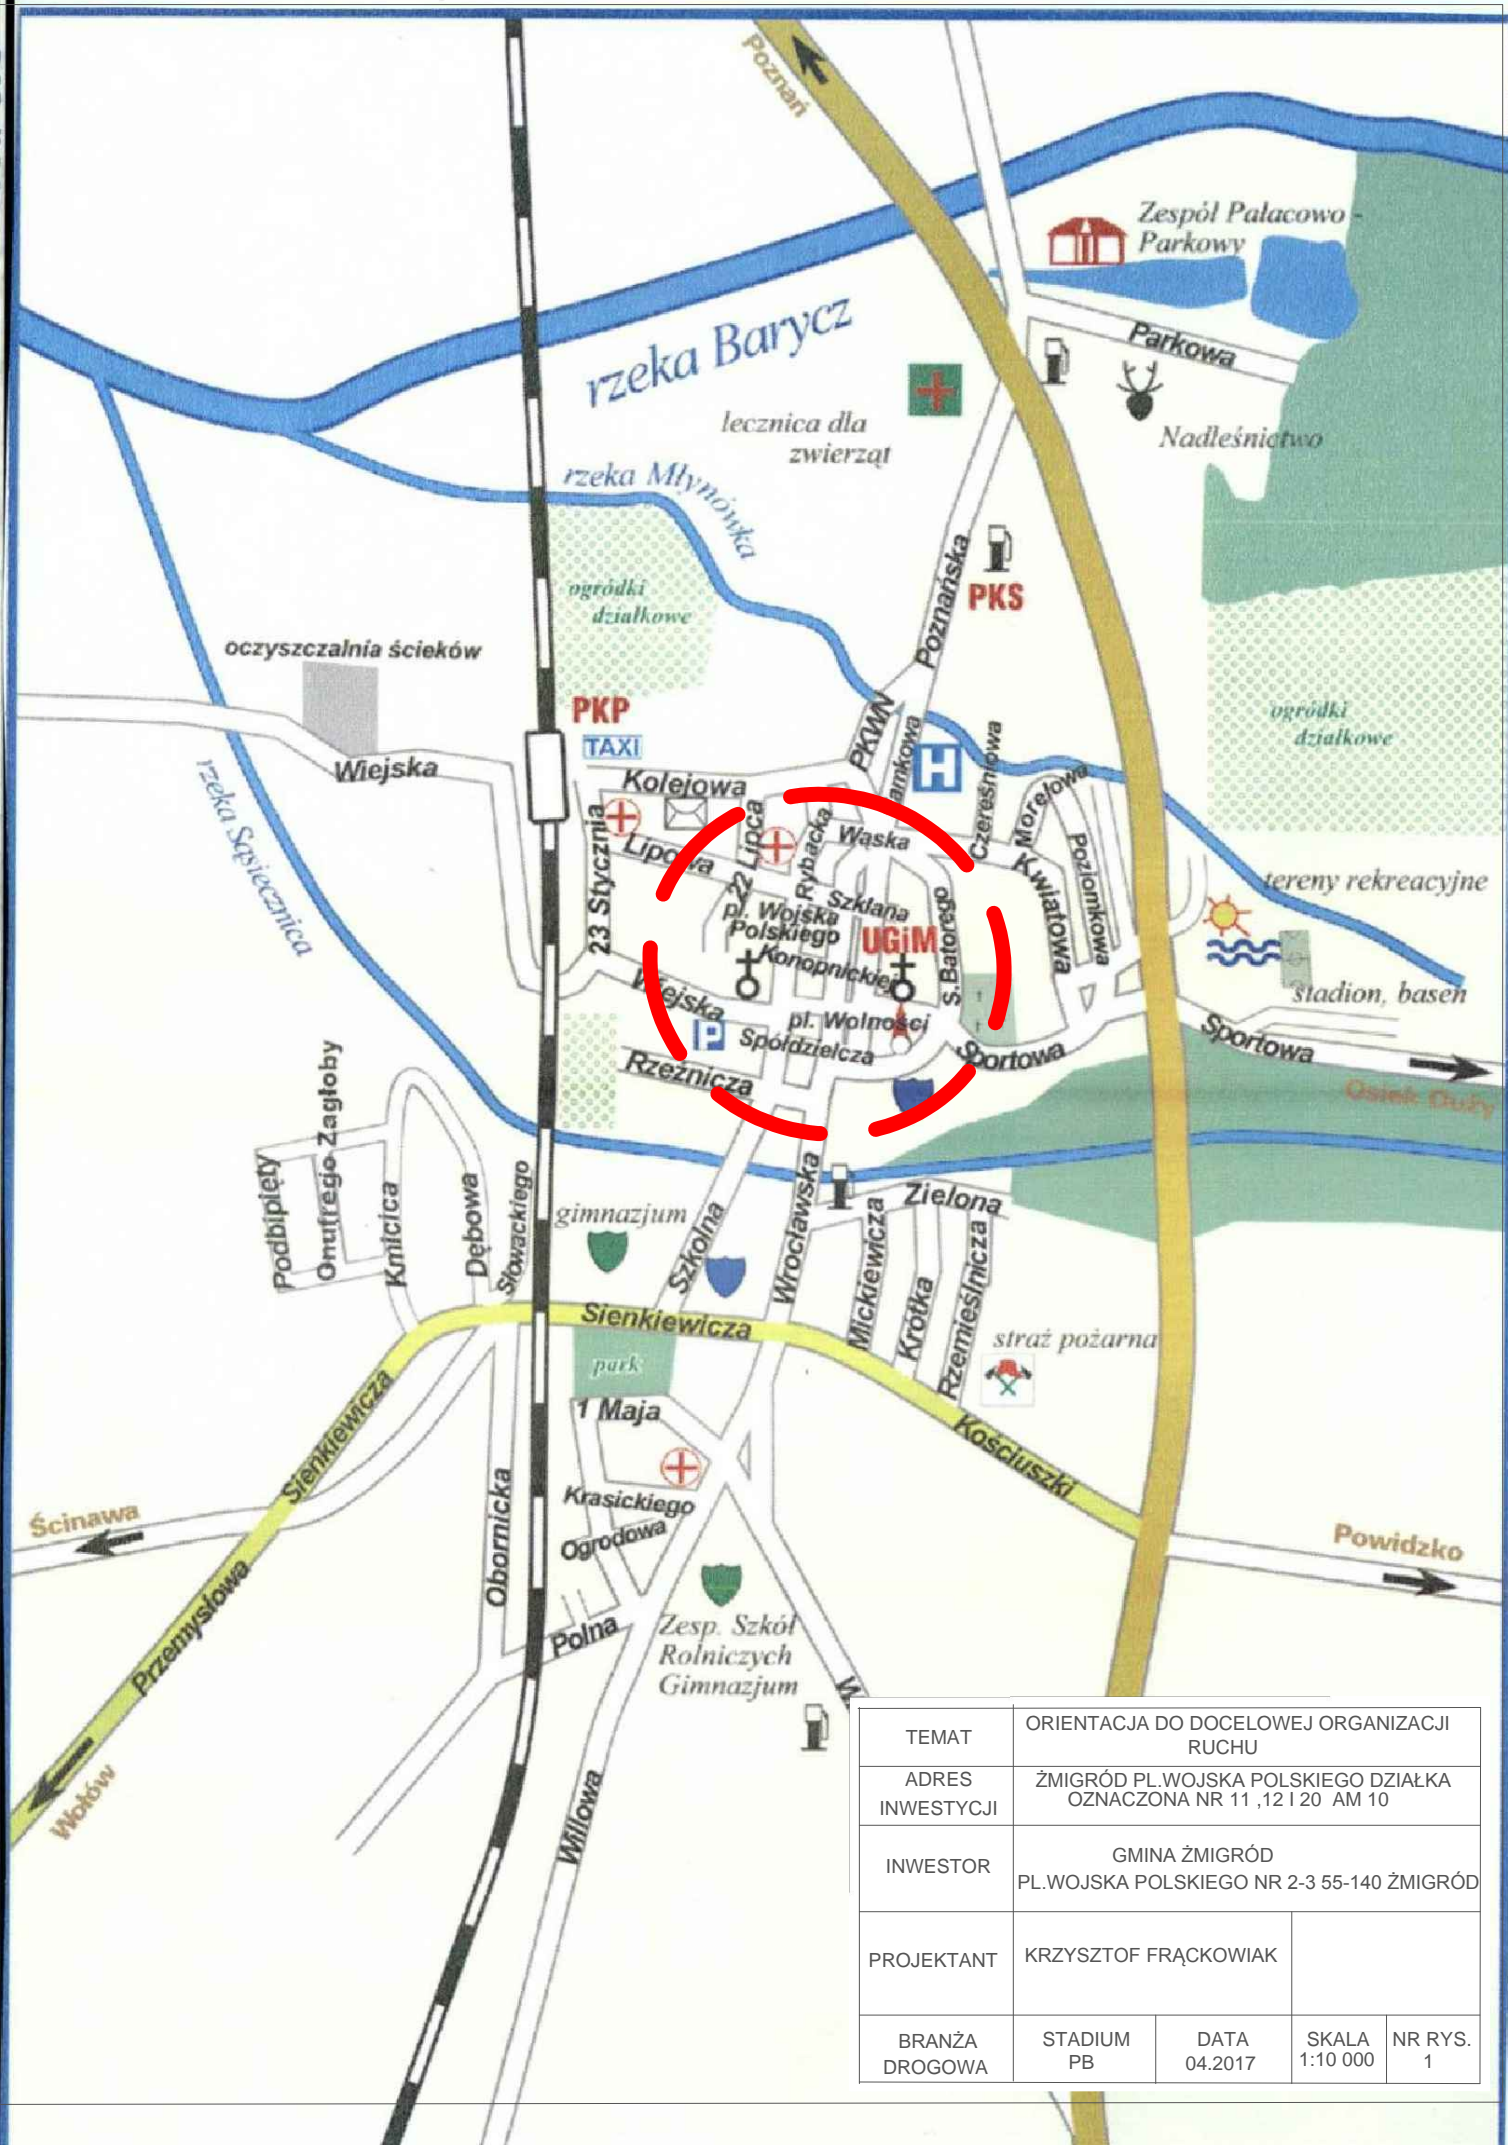 Poznań
Zespół Pałacowo -
Parkowy
rzeka Barycz
Parkowa
lecznica dla
zwierząt
Nadleśnictwo
rzeka Młynówka
Poznańska
PKS
ogródki
działkowe
oczyszczalnia ścieków
PKP
TAXI
ogródki
działkowe
Wiejska
Kolejowa
PKWN
amkowa
H
Czereśniowa
Morelowa
rzeka Sąsiecznica
23 Stycznia
Lipowa
22 Lipca
Rybacka
Wąska
Kwiatowa
Poziomkowa
tereny rekreacyjne
Szklana
pl. Wojska
Polskiego
UGiM
s.Batorego
Konopnickiej
Wiejska
P
pl. Wolności
Spółdzielcza
Sportowa
stadion, basen
Sportowa
Osiek Duży
Rzeźnicza
Podbipięty
Onufrego Zagłoby
Kmicica
Dębowa
Słowackiego
gimnazjum
Szkolna
Wrocławska
Zielona
Mickiewicza
Krótka
Rzemieślnicza
Sienkiewicza
straż pożarna
park
1 Maja
Sienkiewicza
Kościuszki
Ścinawa
Obornicka
Krasickiego
Ogrodowa
Powidzko
Przemysłowa
Polna
Zesp. Szkół
Rolniczych
Gimnazjum
W
Wołów
Willowa
TEMAT
ORIENTACJA DO DOCELOWEJ ORGANIZACJI
RUCHU
ADRES
INWESTYCJI
ŻMIGRÓD PL.WOJSKA POLSKIEGO DZIAŁKA
OZNACZONA NR 11 ,12 I 20 AM 10
INWESTOR
GMINA ŻMIGRÓD
PL.WOJSKA POLSKIEGO NR 2-3 55-140 ŻMIGRÓD
PROJEKTANT
KRZYSZTOF FRĄCKOWIAK
BRANŻA
DROGOWA
STADIUM
PB
DATA
04.2017
SKALA
1:10 000
NR RYS.
1